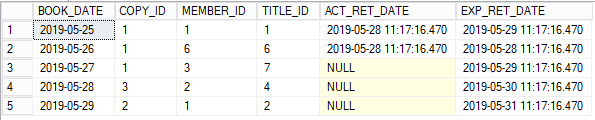 BOOK_DATE COPY_ID MEMBER_ID TITLE_ID ACT_RET_DATE EXP_RET_DATE
1 2019-05-25 1 1 1 2019-05-28 11:17:16.470 2019-05-29 11:17:16.470
2 2019-05-26 1 6 6 2019-05-28 11:17:16.470 2019-05-28 11:17:16.470
3 2019-05-27 1 3 7 NULL 2019-05-29 11:17:16.470
4 2019-05-28 3 2 4 NULL 2019-05-30 11:17:16.470
5 2019-05-29 2 1 2 NULL 2019-05-31 11:17:16.470